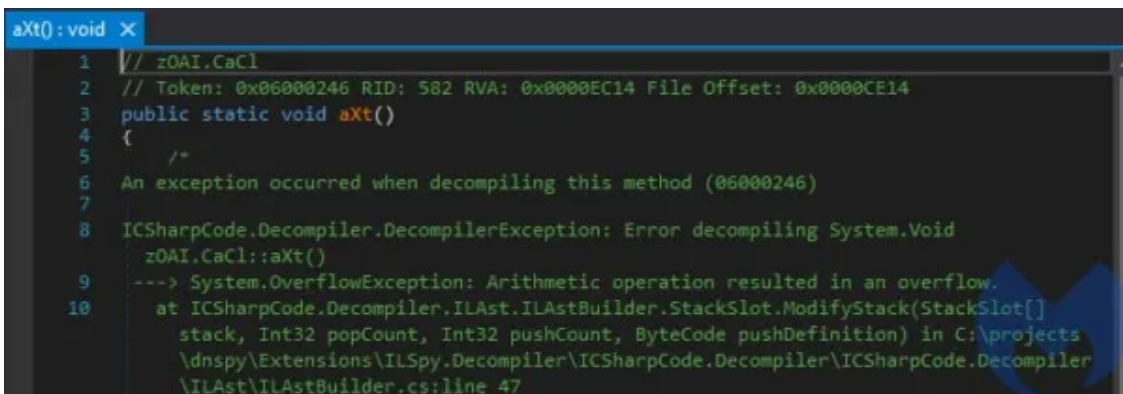 aXt() : void ×
1 // zOAI.CaCl
2 // Token: 0x06000246 RID: 582 RVA: 0x0000EC14 File Offset: 0x0000CE14
3 public static void aXt()
4 {
5 /*
6 An exception occurred when decompiling this method (06000246)
7
8 ICSharpCode.Decompiler.DecompilerException: Error decompiling System.Void
zOAI.CaCl::aXt()
9 ---> System.OverflowException: Arithmetic operation resulted in an overflow.
10 at ICSharpCode.Decompiler.ILAst.ILAstBuilder.StackSlot.ModifyStack(StackSlot[]
stack, Int32 popCount, Int32 pushCount, ByteCode pushDefinition) in C:\projects
\dnspy\Extensions\ILSpy.Decompiler\ICSharpCode.Decompiler\ICSharpCode.Decompiler
\ILAst\ILAstBuilder.cs:line 47